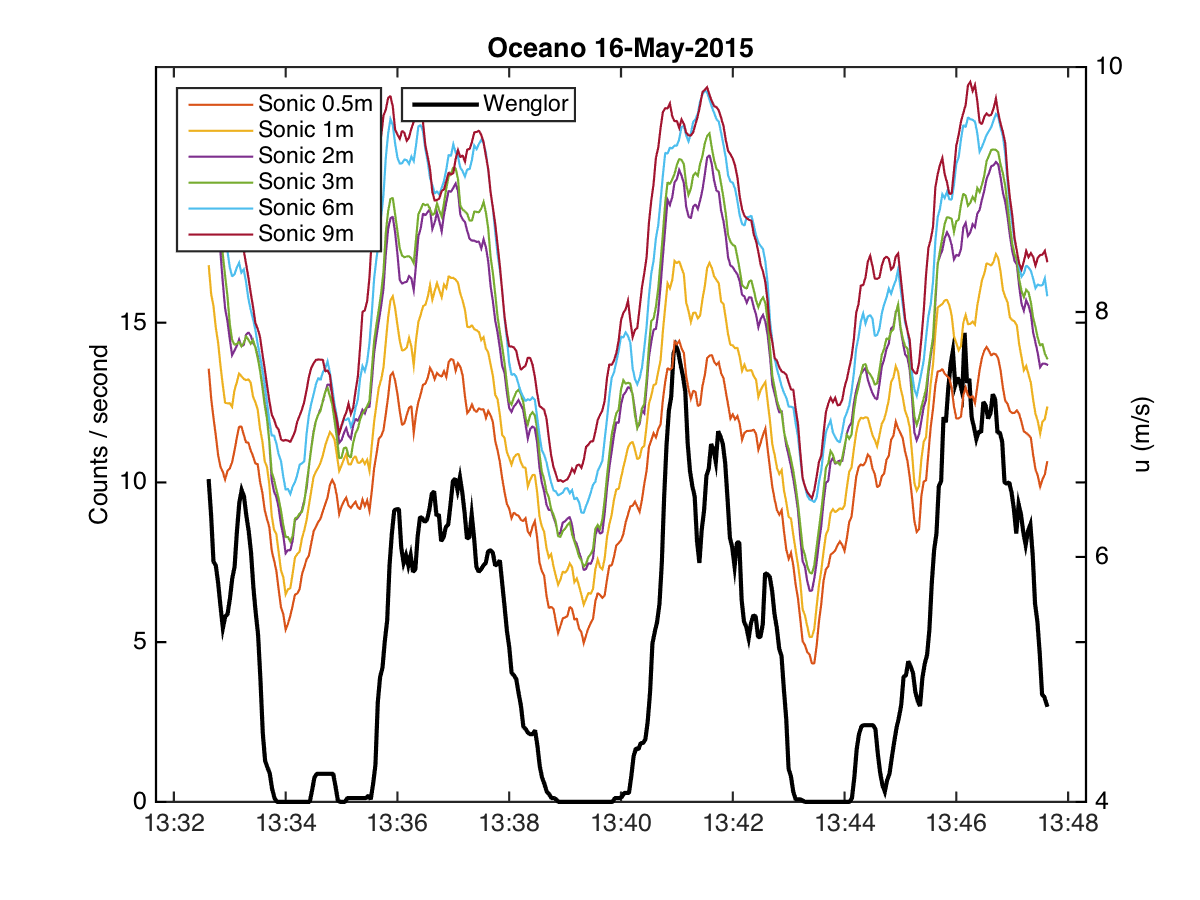 Oceano 16-May-2015
Sonic 0.5m
Sonic 1m
Sonic 2m
Sonic 3m
Sonic 6m
Sonic 9m
Wenglor
Counts / second
15
10
5
0
10
8
6
4
u (m/s)
13:32 13:34 13:36 13:38 13:40 13:42 13:44 13:46 13:48